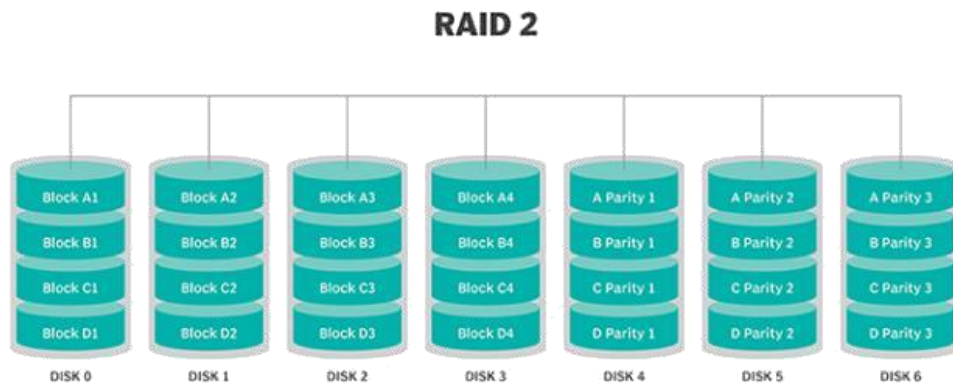 RAID 2
Block A1 Block A2 Block A3 Block A4 A Parity 1 A Parity 2 A Parity 3
Block B1 Block B2 Block B3 Block B4 B Parity 1 B Parity 2 B Parity 3
Block C1 Block C2 Block C3 Block C4 C Parity 1 C Parity 2 C Parity 3
Block D1 Block D2 Block D3 Block D4 D Parity 1 D Parity 2 D Parity 3
DISK 0 DISK 1 DISK 2 DISK 3 DISK 4 DISK 5 DISK 6